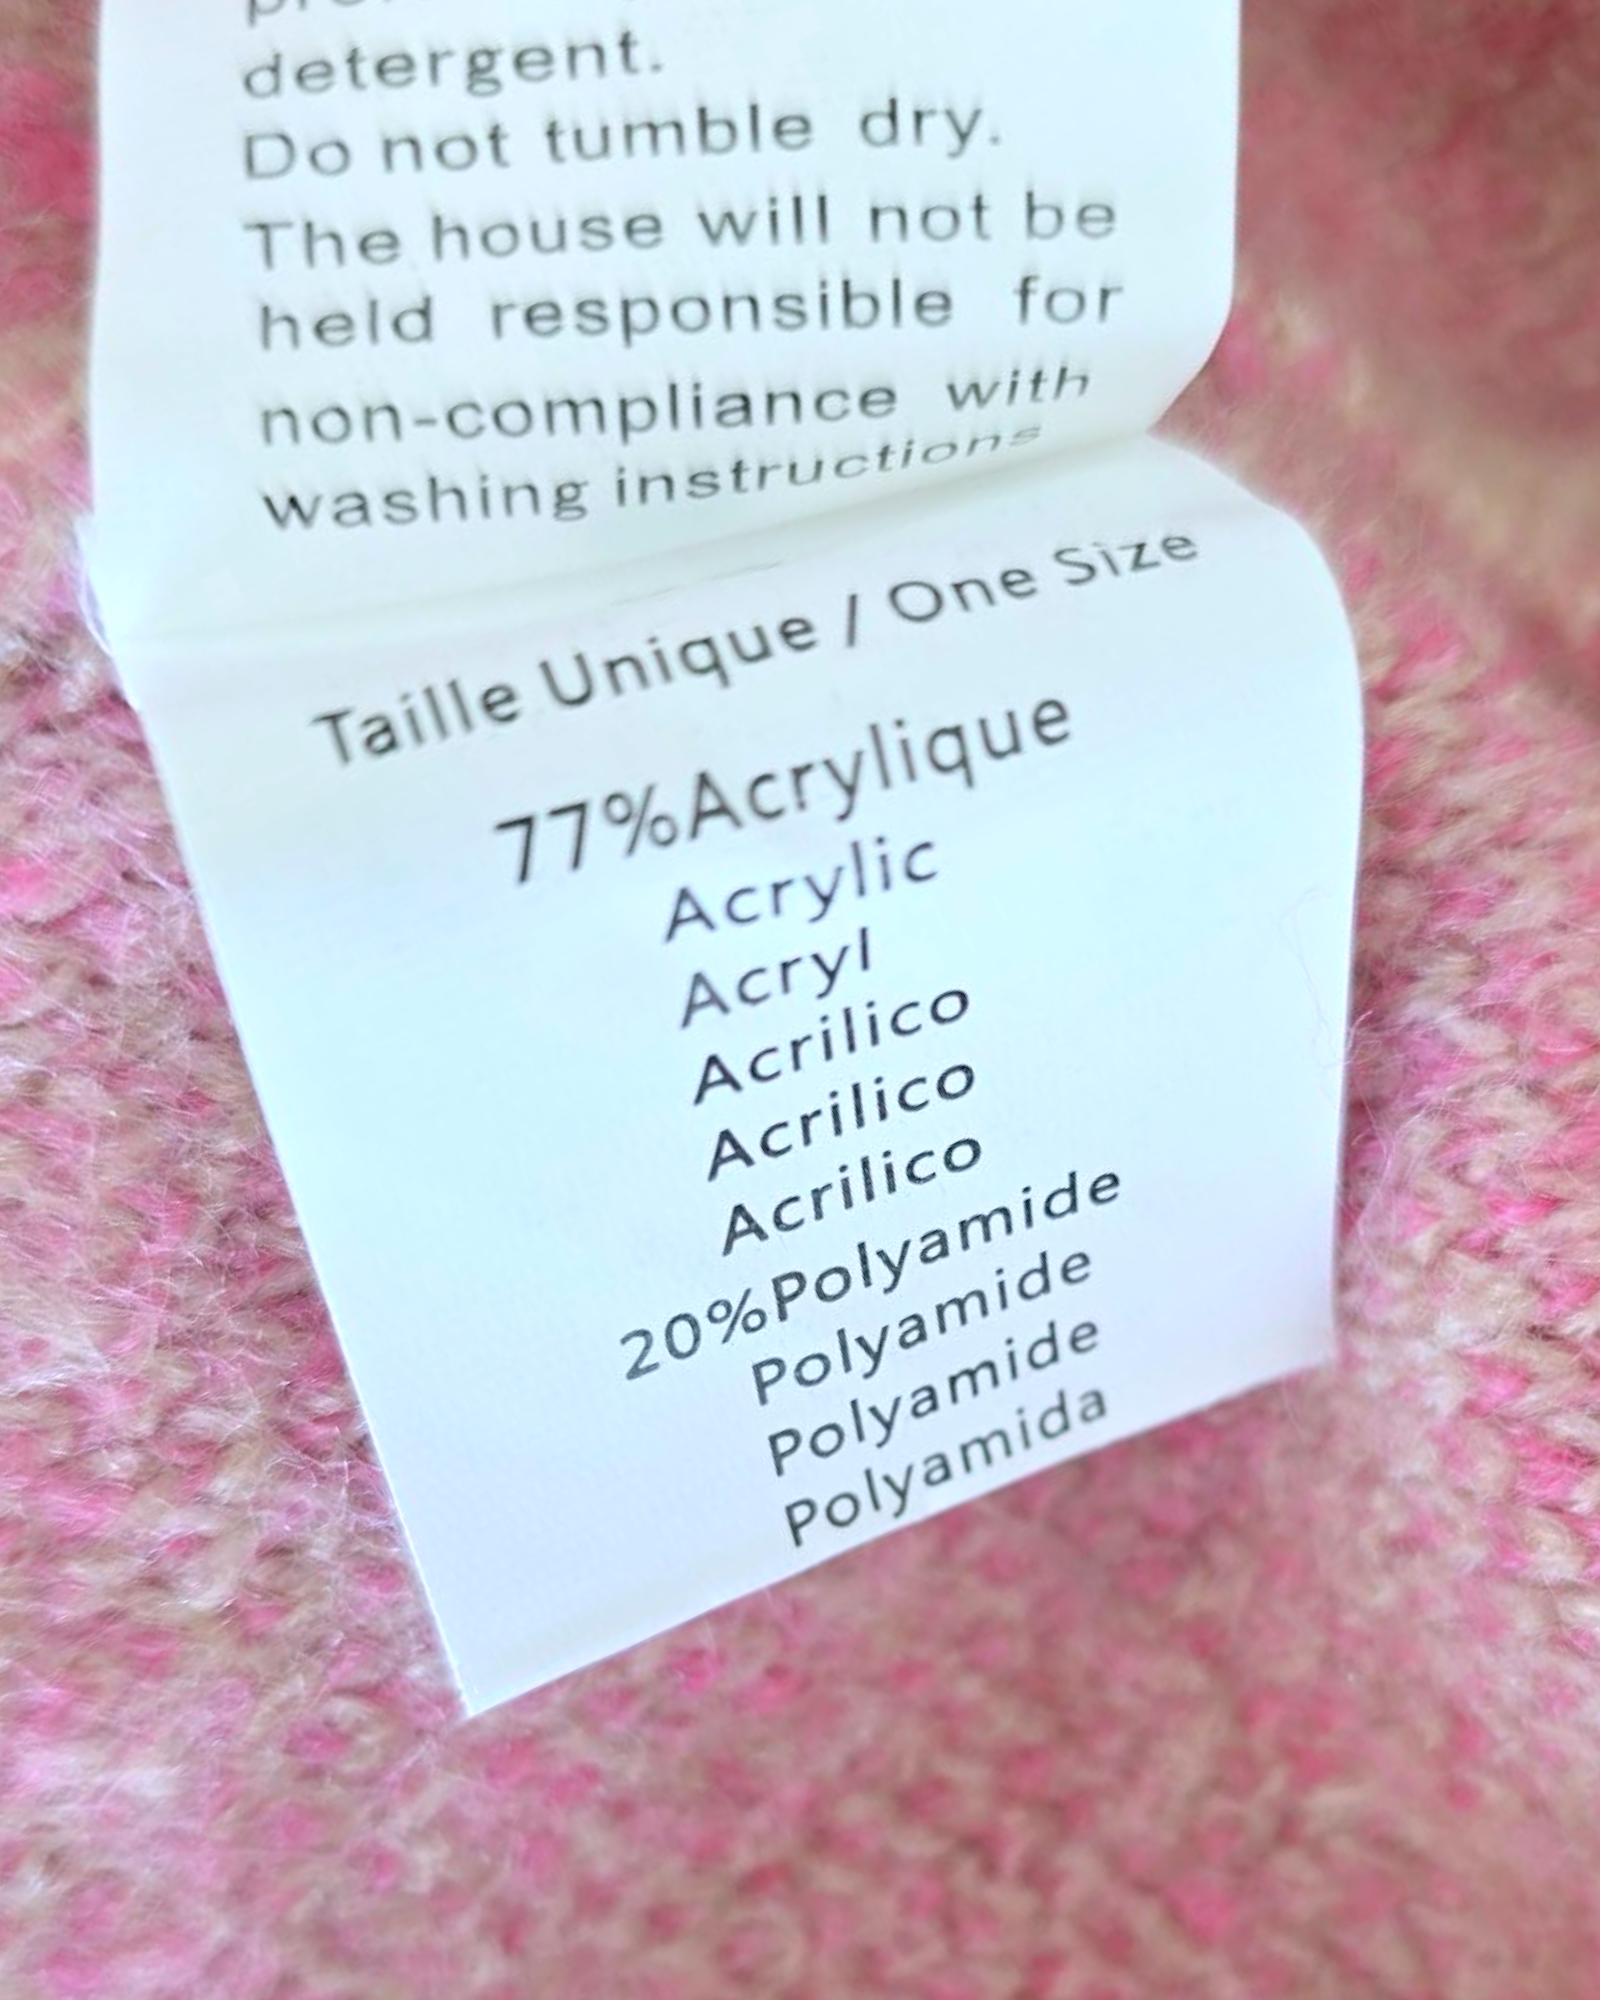 detergent.
Do not tumble dry.
The house will not be
held responsible for
non-compliance with
washing instructions
Taille Unique / One Size
77%Acrylique
Acrylic
Acryl
Acrilico
Acrilico
Acrilico
20%Polyamide
Polyamide
Polyamide
Polyamida